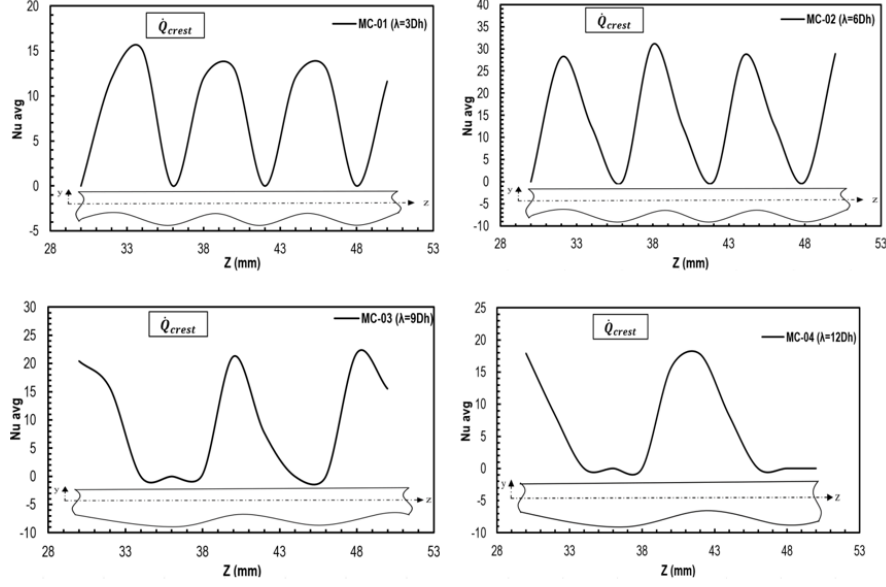 20
15
10
5
0
-5
Nu avg
Q̇crest
MC-01 (λ=3Dh)
y
z
28 33 38 43 48 53
Z (mm)
40
35
30
25
20
15
10
5
0
-5
-10
Nu avg
Q̇crest
MC-02 (λ=6Dh)
y
z
28 33 38 43 48 53
Z (mm)
30
25
20
15
10
5
0
-5
-10
Nu avg
Q̇crest
MC-03 (λ=9Dh)
y
z
28 33 38 43 48 53
Z (mm)
25
20
15
10
5
0
-5
-10
Nu avg
Q̇crest
MC-04 (λ=12Dh)
y
z
28 33 38 43 48 53
Z (mm)